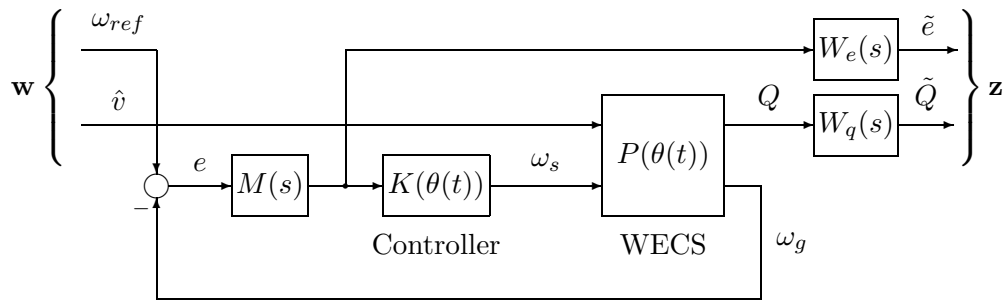 ω_ref
W_e(s)
ẽ
w
z
v̂
Q
W_q(s)
Q̃
P(θ(t))
e
M(s)
K(θ(t))
ω_s
−
Controller
WECS
ω_g